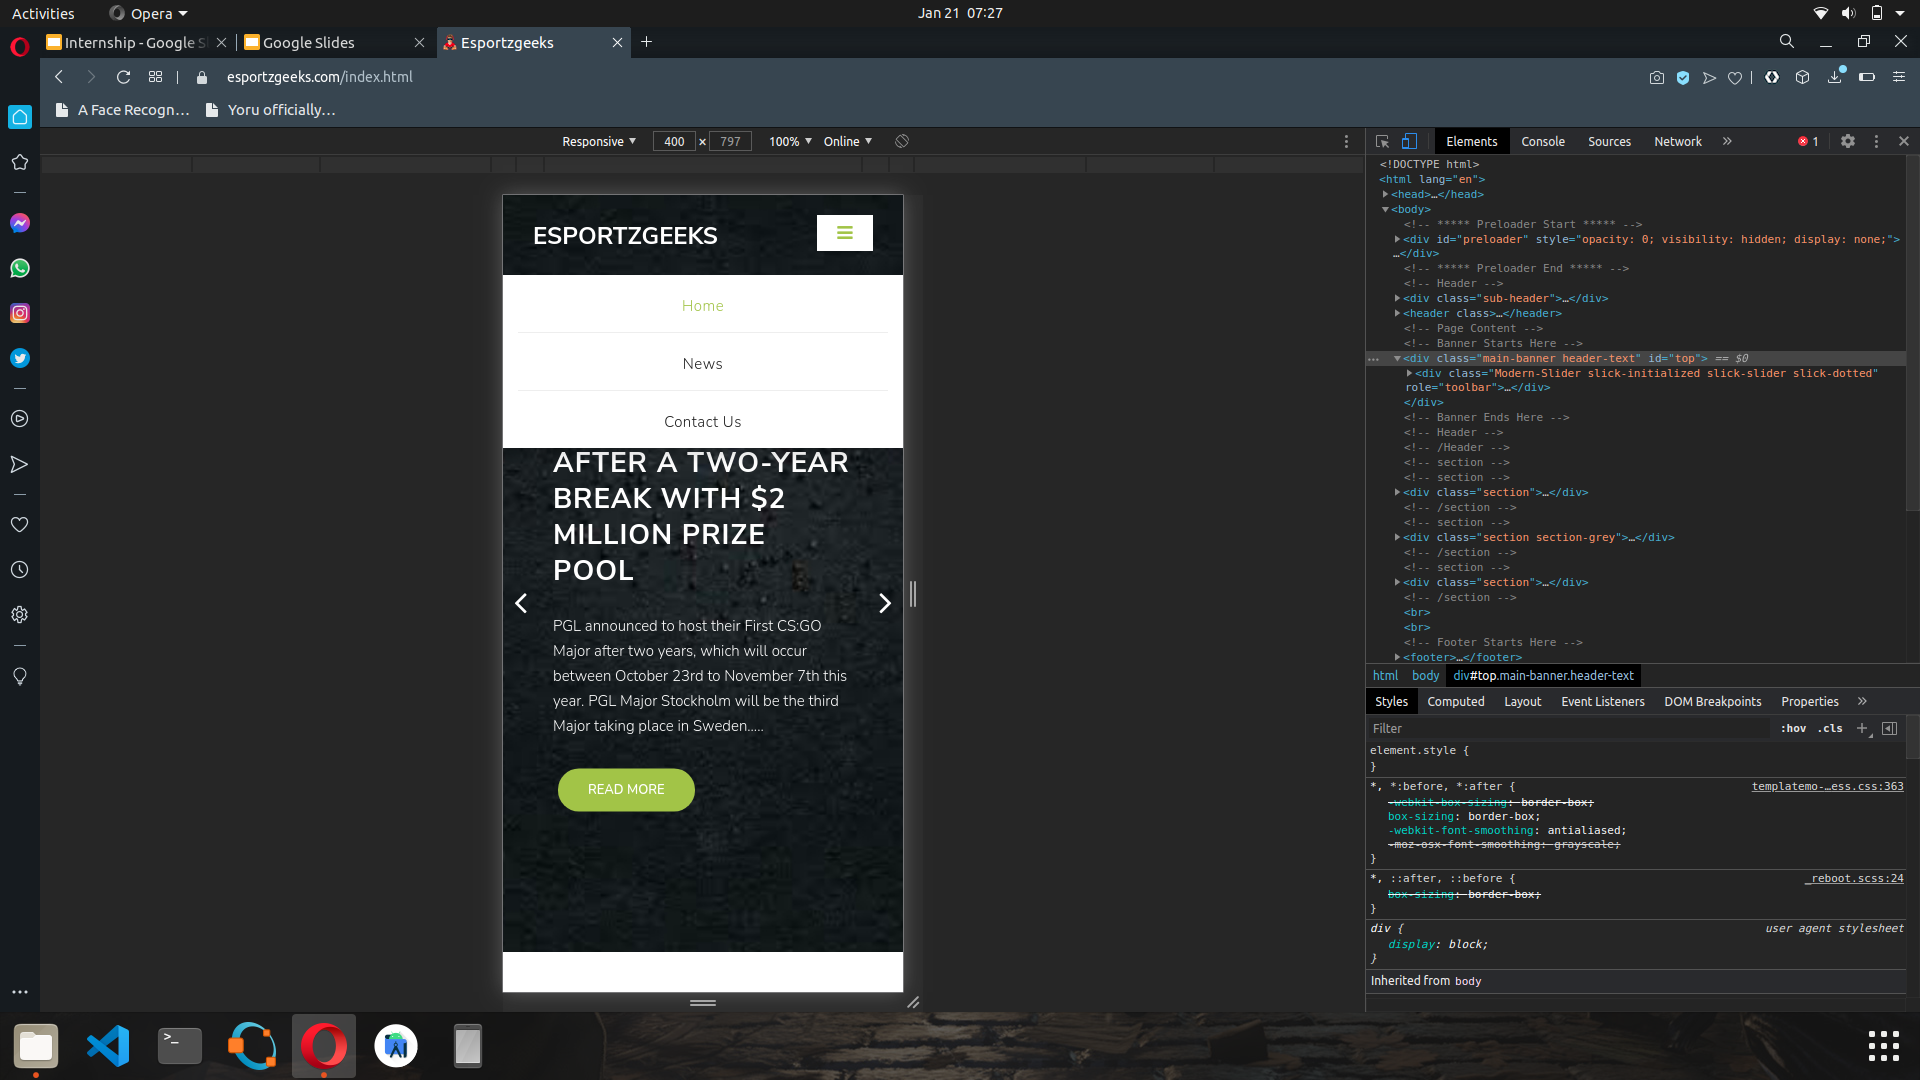 Activities
Opera
Jan 21 07:27
Internship - Google S
Google Slides
Esportzgeeks
esportzgeeks.com/index.html
A Face Recogn...
Yoru officially...
Responsive
400 × 797
100%
Online
Elements
Console
Sources
Network
1
ESPORTZGEEKS
Home
News
Contact Us
AFTER A TWO-YEAR
BREAK WITH $2
MILLION PRIZE
POOL
PGL announced to host their First CS:GO
Major after two years, which will occur
between October 23rd to November 7th this
year. PGL Major Stockholm will be the third
Major taking place in Sweden.....
READ MORE
<!DOCTYPE html>
<html lang="en">
<head>…</head>
<body>
<!-- ***** Preloader Start ***** -->
<div id="preloader" style="opacity: 0; visibility: hidden; display: none;">
…</div>
<!-- ***** Preloader End ***** -->
<!-- Header -->
<div class="sub-header">…</div>
<header class>…</header>
<!-- Page Content -->
<!-- Banner Starts Here -->
<div class="main-banner header-text" id="top"> == $0
<div class="Modern-Slider slick-initialized slick-slider slick-dotted"
role="toolbar">…</div>
</div>
<!-- Banner Ends Here -->
<!-- Header -->
<!-- /Header -->
<!-- section -->
<!-- section -->
<div class="section">…</div>
<!-- /section -->
<!-- section -->
<div class="section section-grey">…</div>
<!-- /section -->
<!-- section -->
<div class="section">…</div>
<!-- /section -->
<br>
<br>
<!-- Footer Starts Here -->
<footer>…</footer>
html body div#top.main-banner.header-text
Styles
Computed
Layout
Event Listeners
DOM Breakpoints
Properties
Filter
:hov .cls
element.style {
}
*, *:before, *:after { templatemo-…ess.css:363
-webkit-box-sizing: border-box;
box-sizing: border-box;
-webkit-font-smoothing: antialiased;
-moz-osx-font-smoothing: grayscale;
}
*, ::after, ::before { _reboot.scss:24
box-sizing: border-box;
}
div { user agent stylesheet
display: block;
}
Inherited from body